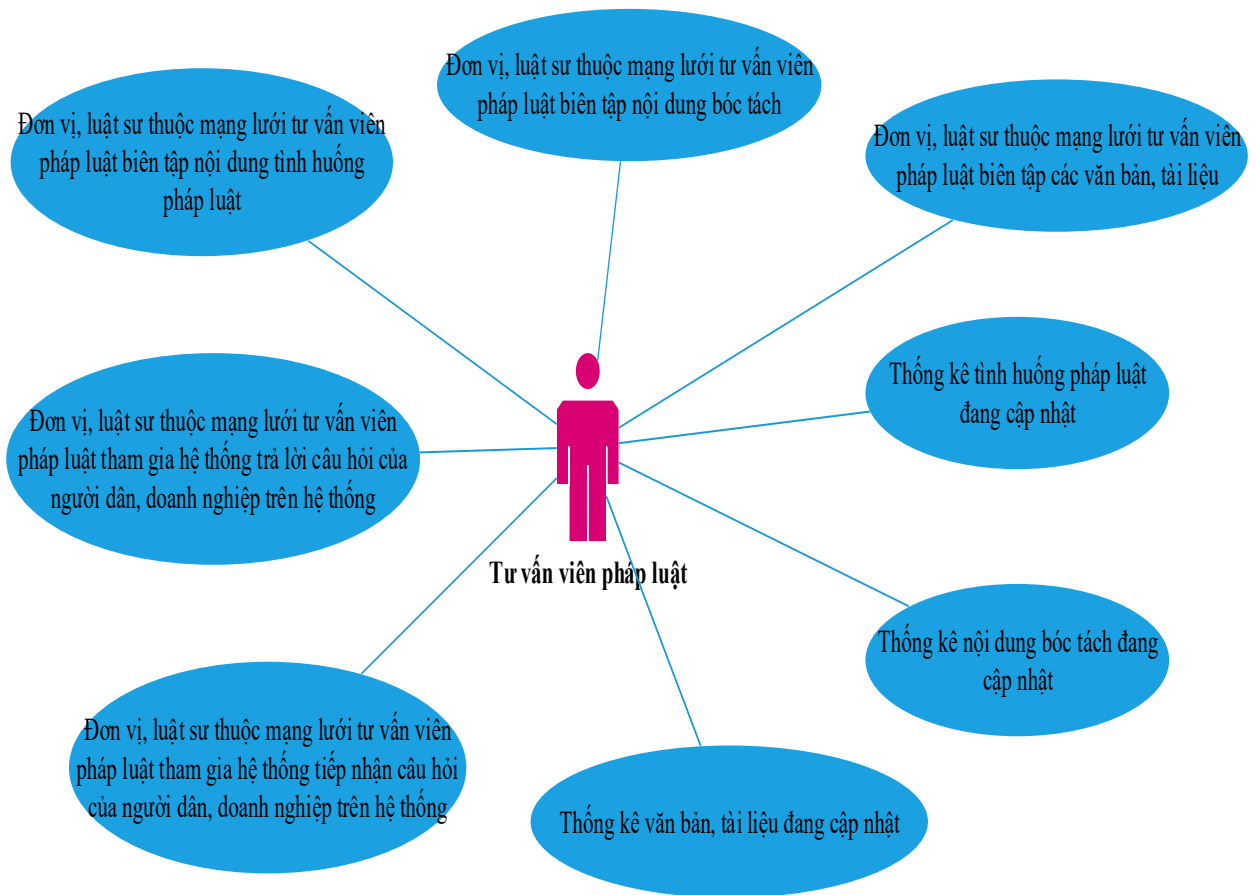 Đơn vị, luật sư thuộc mạng lưới tư vấn viên
pháp luật biên tập nội dung bóc tách
Đơn vị, luật sư thuộc mạng lưới tư vấn viên
pháp luật biên tập nội dung tình huống
pháp luật
Đơn vị, luật sư thuộc mạng lưới tư vấn viên
pháp luật biên tập các văn bản, tài liệu
Thống kê tình huống pháp luật
đang cập nhật
Đơn vị, luật sư thuộc mạng lưới tư vấn viên
pháp luật tham gia hệ thống trả lời câu hỏi của
người dân, doanh nghiệp trên hệ thống
Tư vấn viên pháp luật
Thống kê nội dung bóc tách đang
cập nhật
Đơn vị, luật sư thuộc mạng lưới tư vấn viên
pháp luật tham gia hệ thống tiếp nhận câu hỏi
của người dân, doanh nghiệp trên hệ thống
Thống kê văn bản, tài liệu đang cập nhật